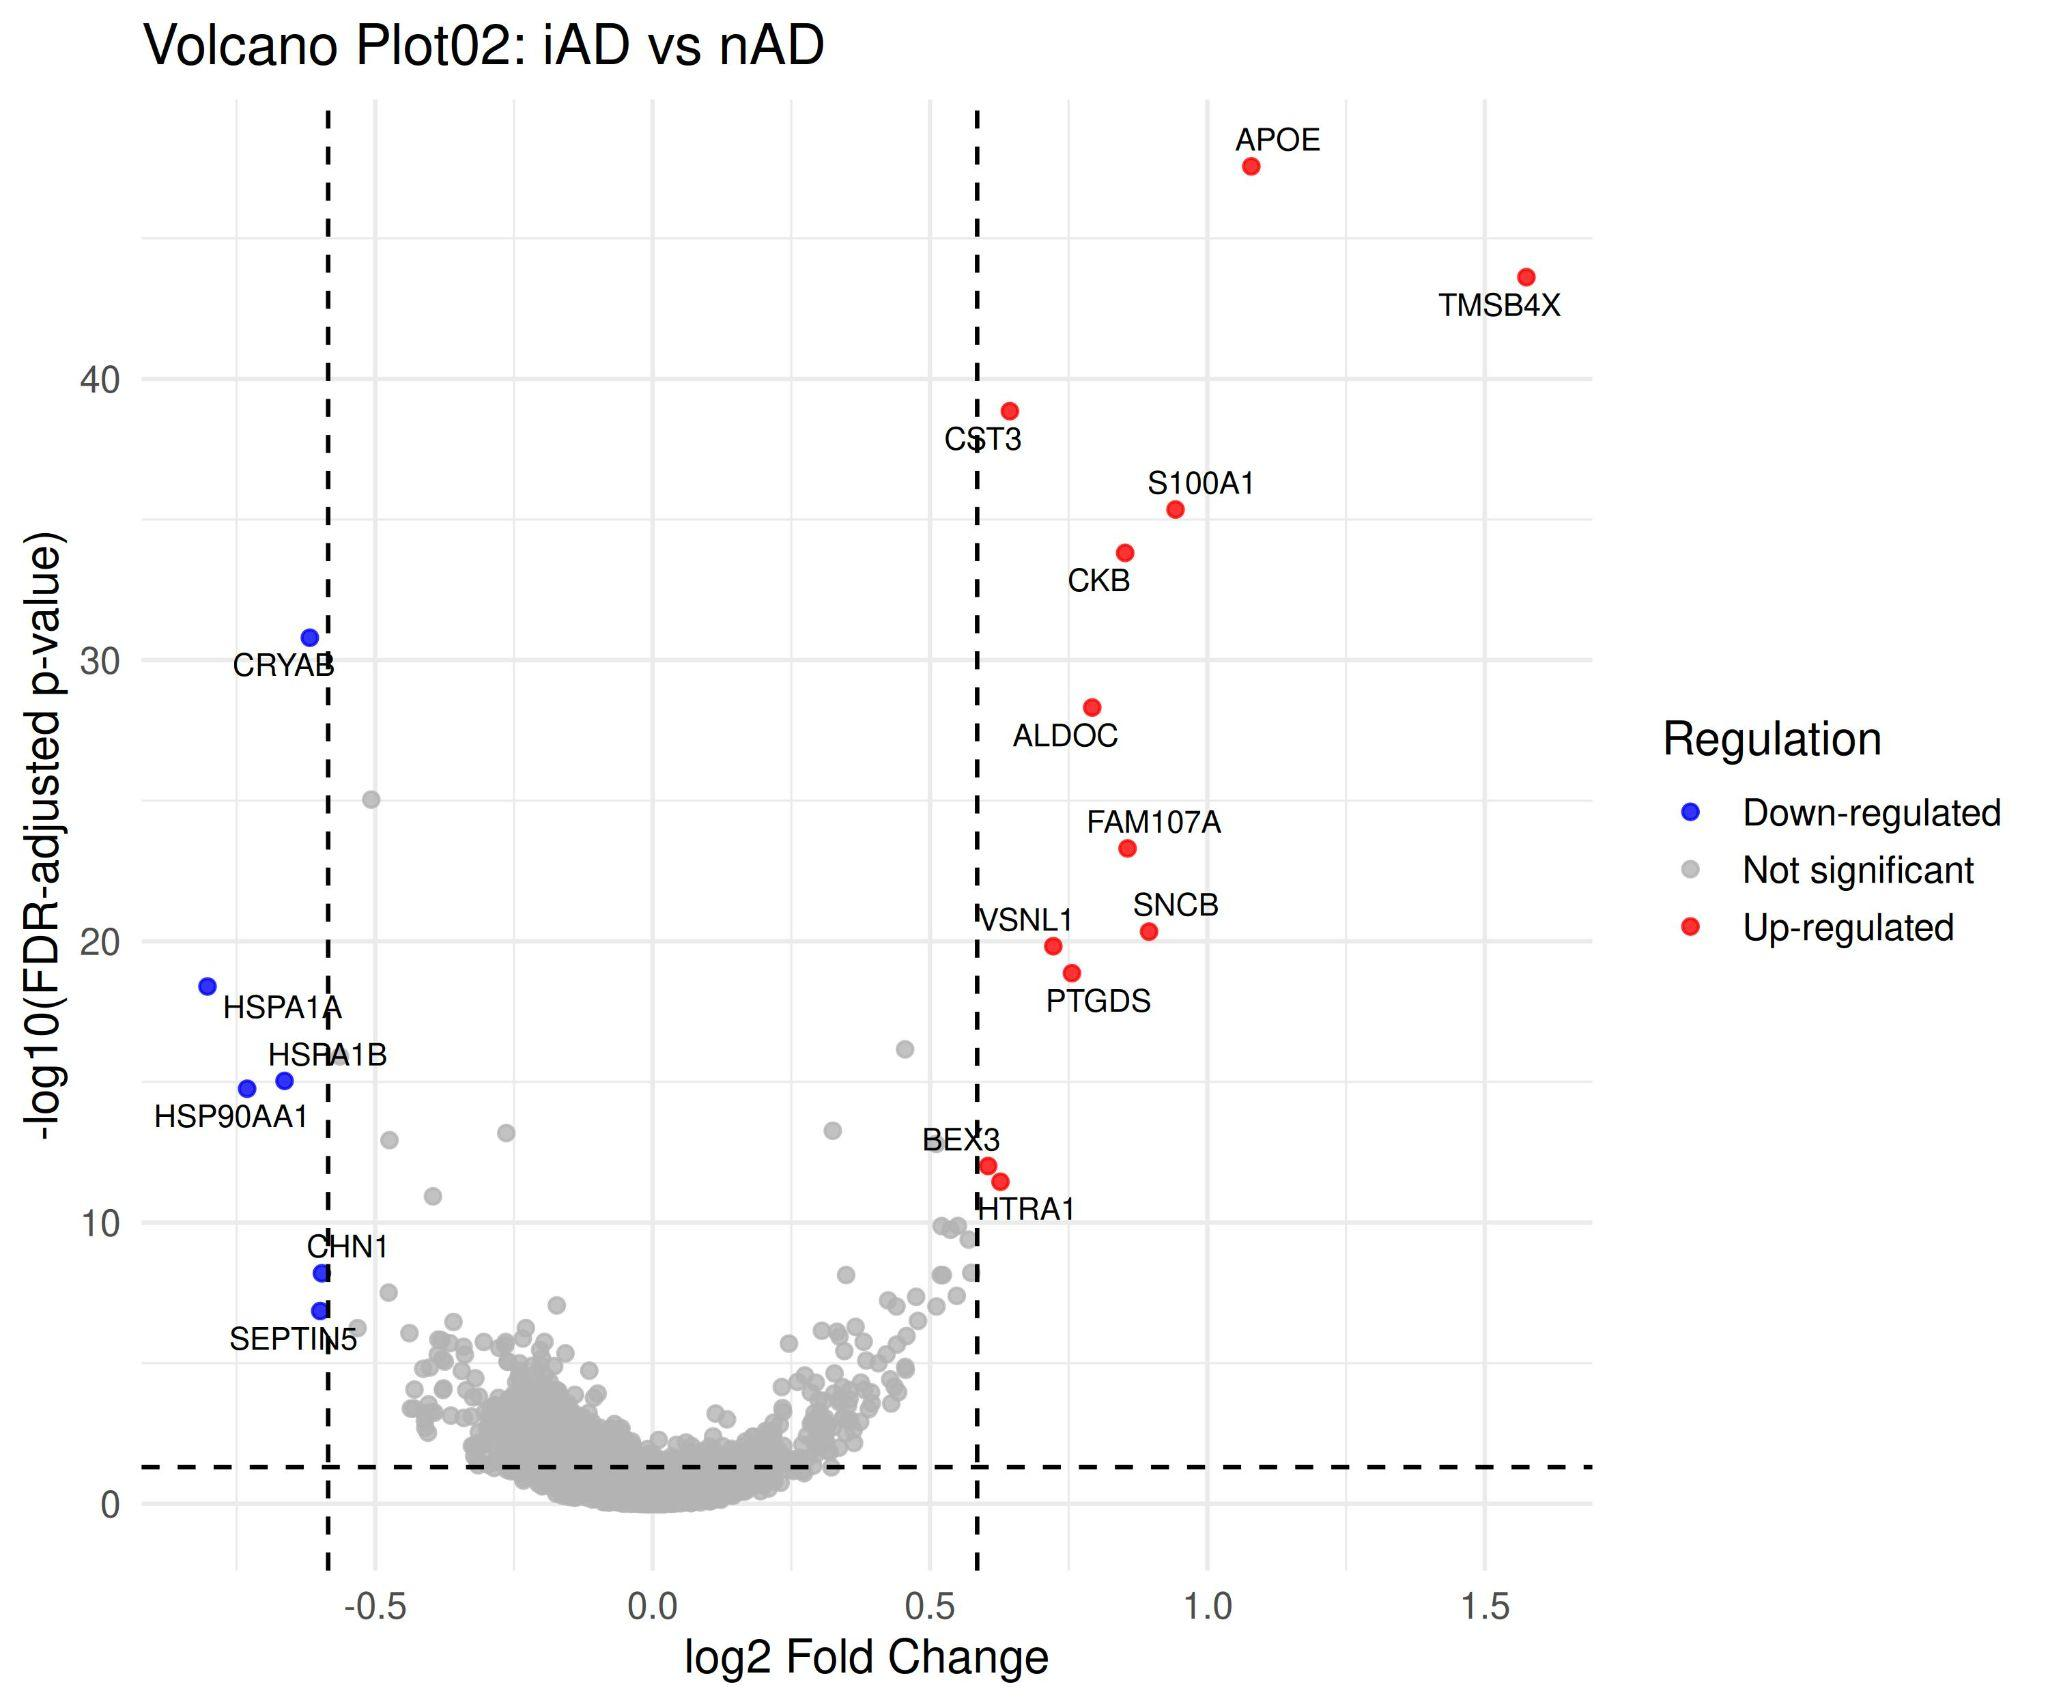 Volcano Plot02: iAD vs nAD
-log10(FDR-adjusted p-value)
40
30
20
10
0
APOE
TMSB4X
CST3
S100A1
CKB
CRYAB
ALDOC
FAM107A
SNCB
VSNL1
PTGDS
HSPA1A
HSPA1B
HSP90AA1
BEX3
HTRA1
CHN1
SEPTIN5
-0.5
0.0
0.5
1.0
1.5
log2 Fold Change
Regulation
Down-regulated
Not significant
Up-regulated